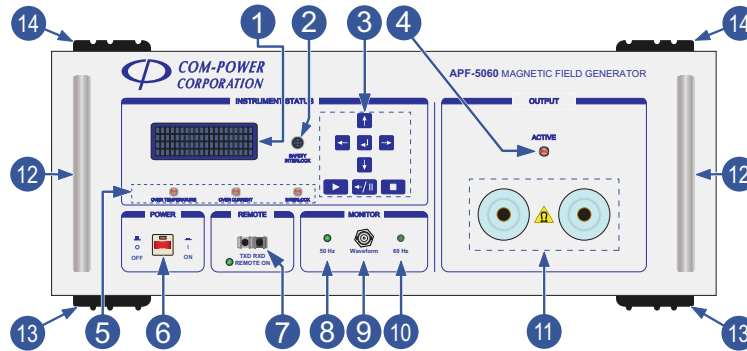 14
1
2
3
4
14
COM-POWER
CORPORATION
APF-5060 MAGNETIC FIELD GENERATOR
INSTRUMENT STATUS
OUTPUT
ACTIVE
SAFETY
INTERLOCK
12
12
OVER TEMPERATURE
OVER CURRENT
INTERLOCK
POWER
REMOTE
MONITOR
O
OFF
I
ON
TXD RXD
REMOTE ON
50 Hz
Waveform
60 Hz
13
5
6
7
8
9
10
11
13